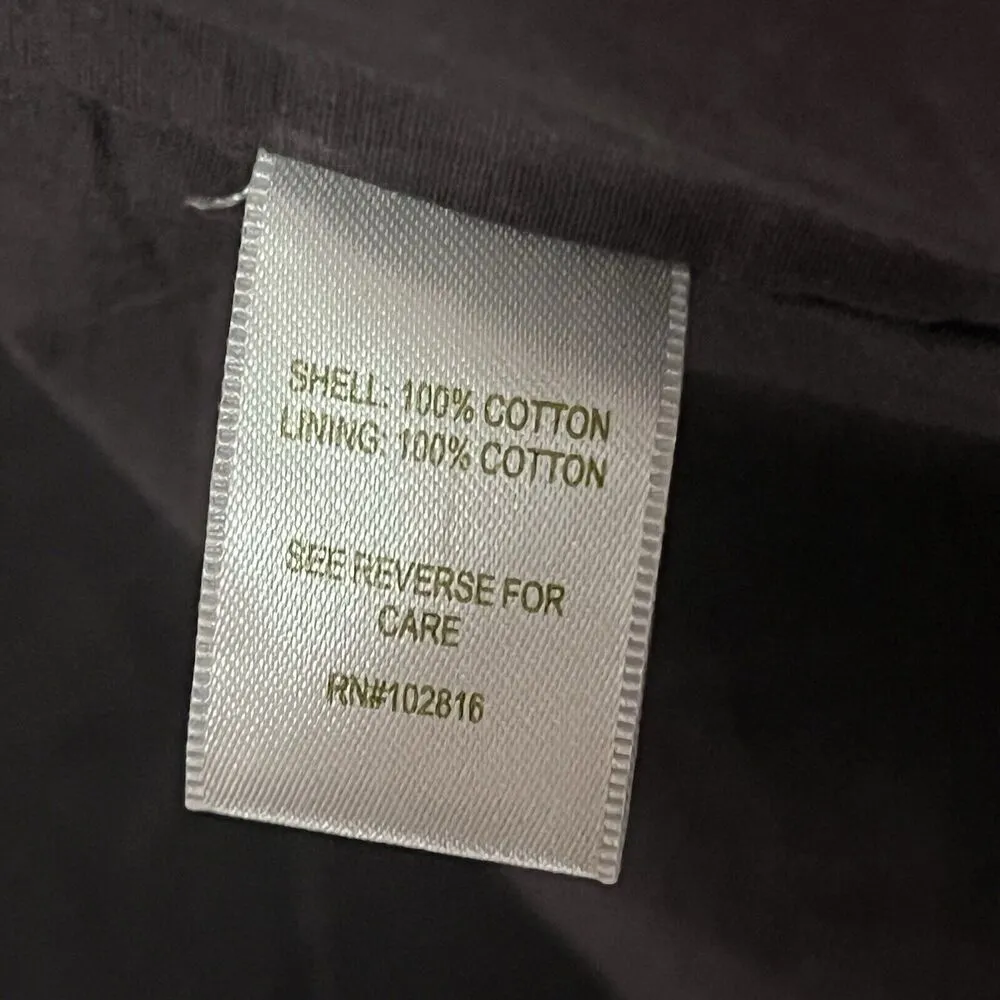 SHELL: 100% COTTON
LINING: 100% COTTON
SEE REVERSE FOR
CARE
RN#102816